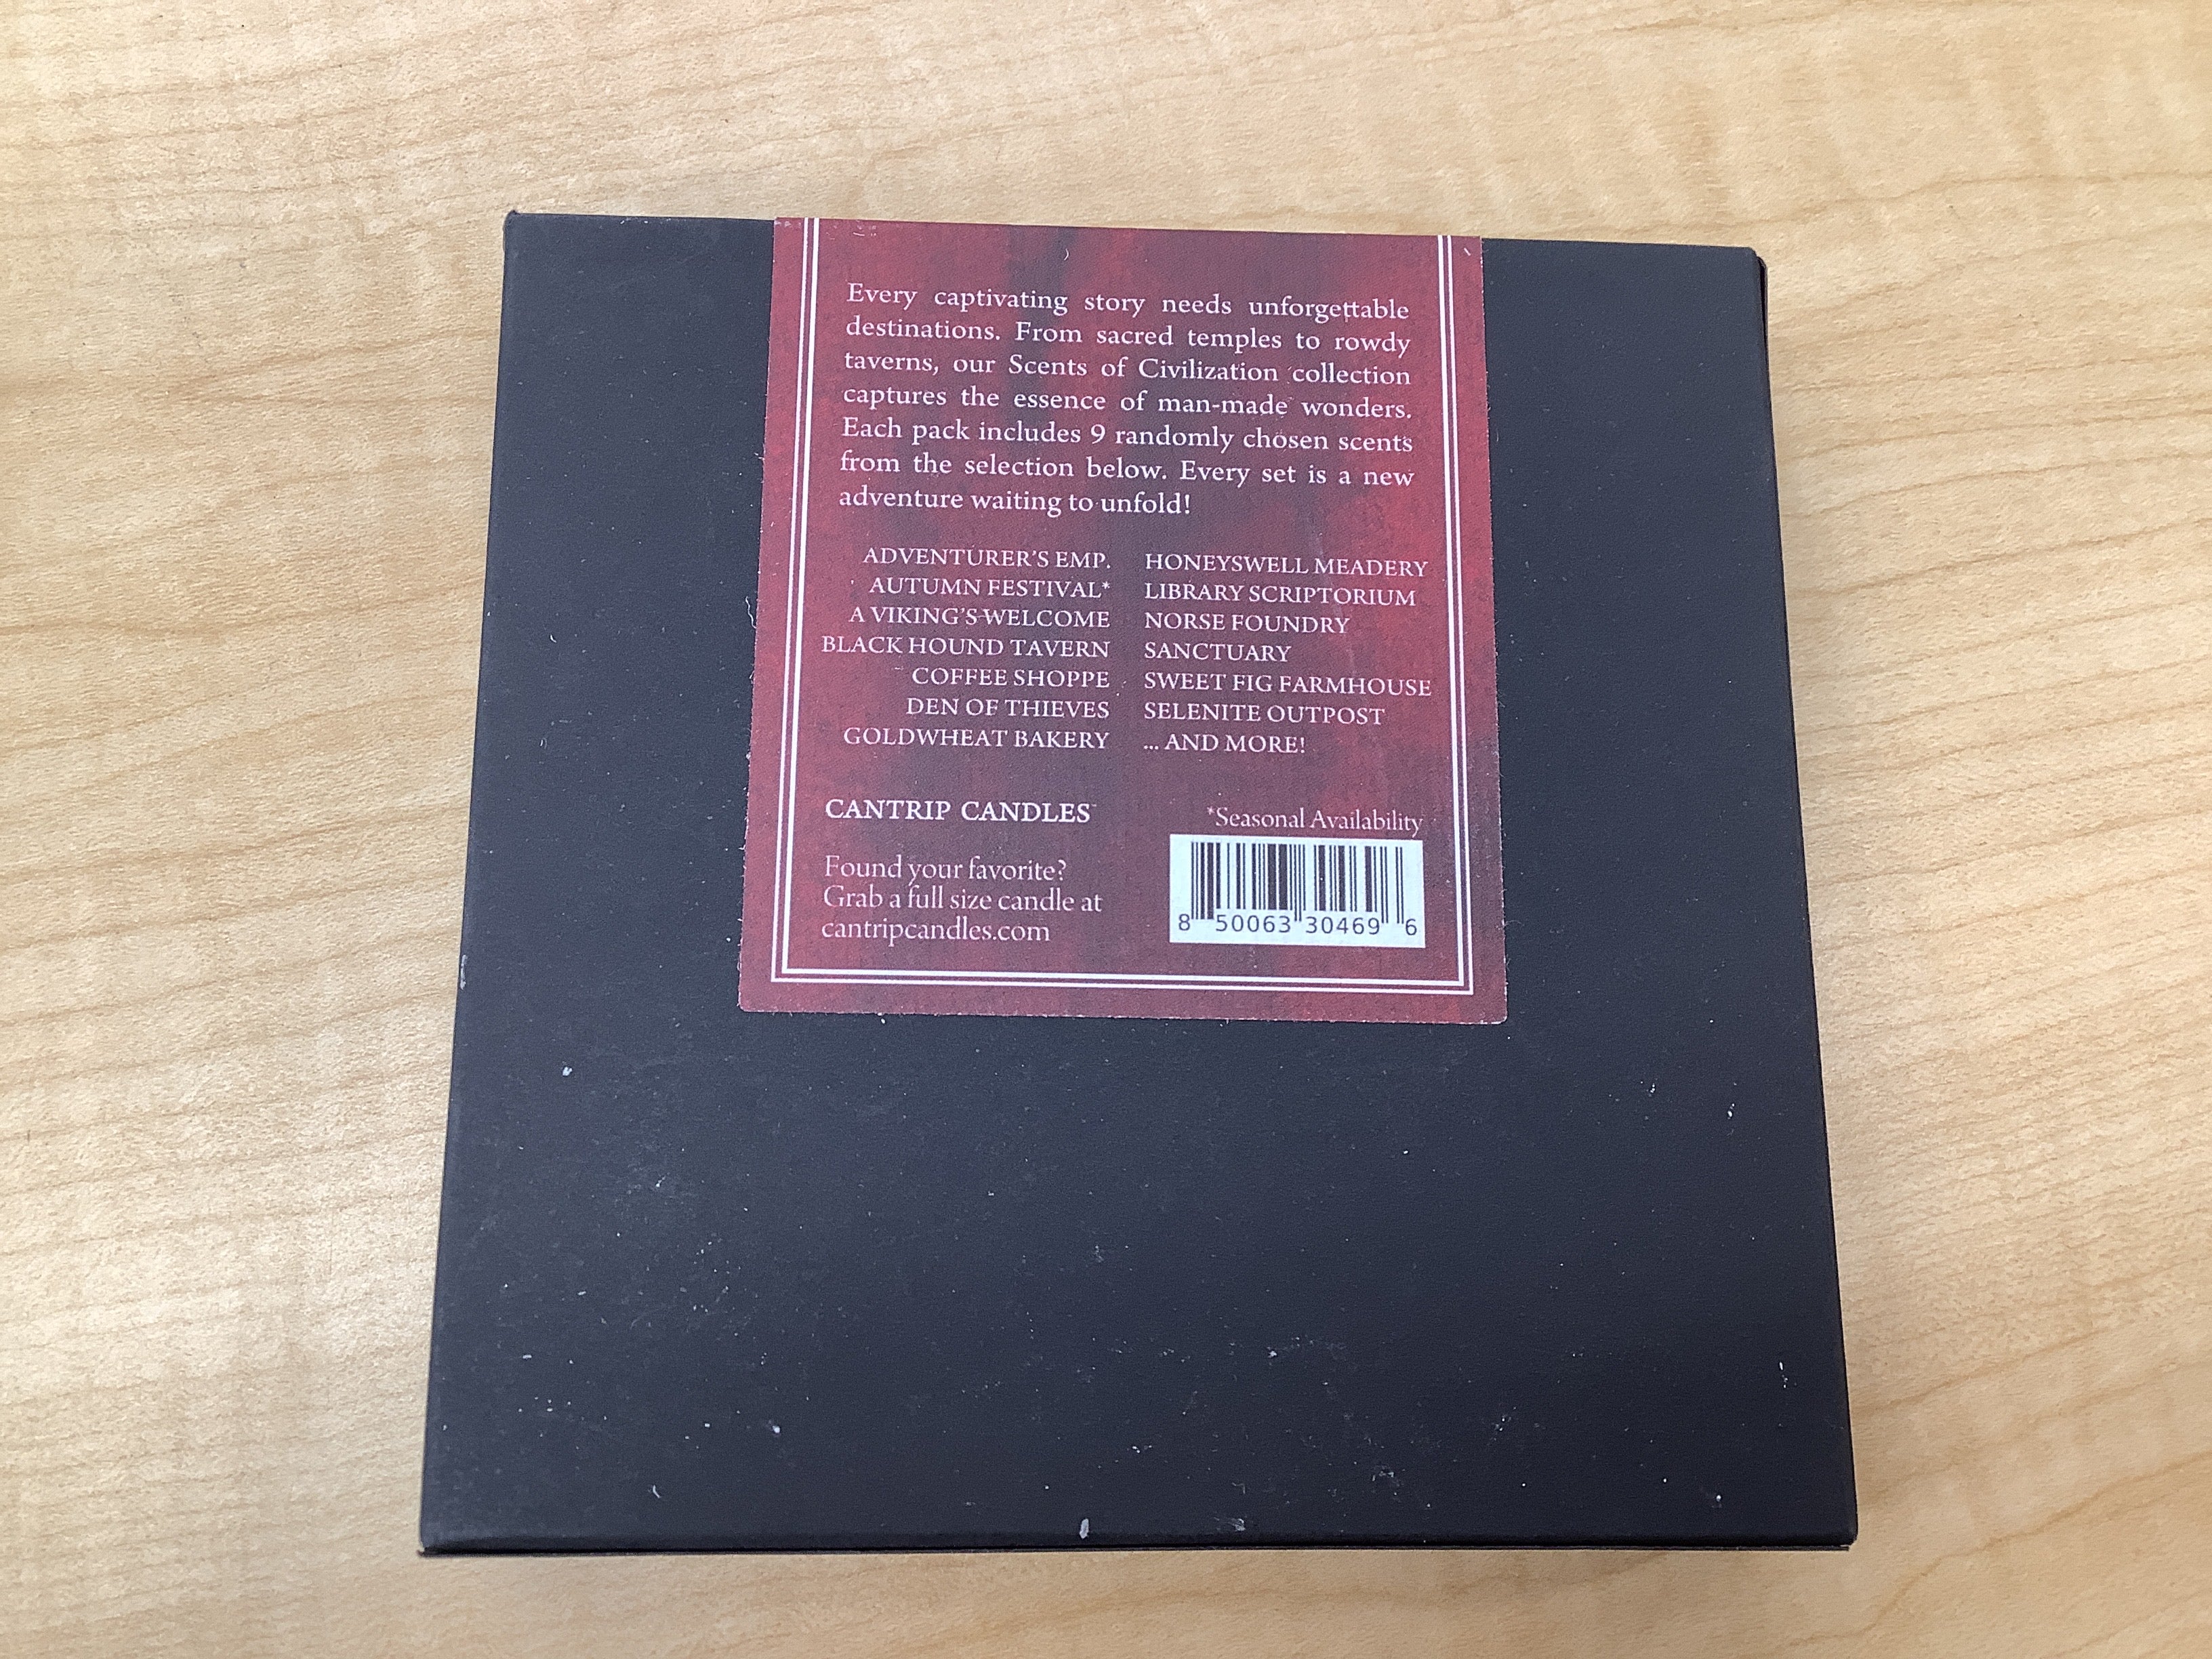 Every captivating story needs unforgettable
destinations. From sacred temples to rowdy
taverns, our Scents of Civilization collection
captures the essence of man-made wonders.
Each pack includes 9 randomly chosen scents
from the selection below. Every set is a new
adventure waiting to unfold!
ADVENTURER'S EMP.
AUTUMN FESTIVAL*
A VIKING'S WELCOME
BLACK HOUND TAVERN
COFFEE SHOPPE
DEN OF THIEVES
GOLDWHEAT BAKERY
HONEYSWELL MEADERY
LIBRARY SCRIPTORIUM
NORSE FOUNDRY
SANCTUARY
SWEET FIG FARMHOUSE
SELENITE OUTPOST
... AND MORE!
CANTRIP CANDLES™
Found your favorite?
Grab a full size candle at
cantripcandles.com
*Seasonal Availability
8 50063 30469 6